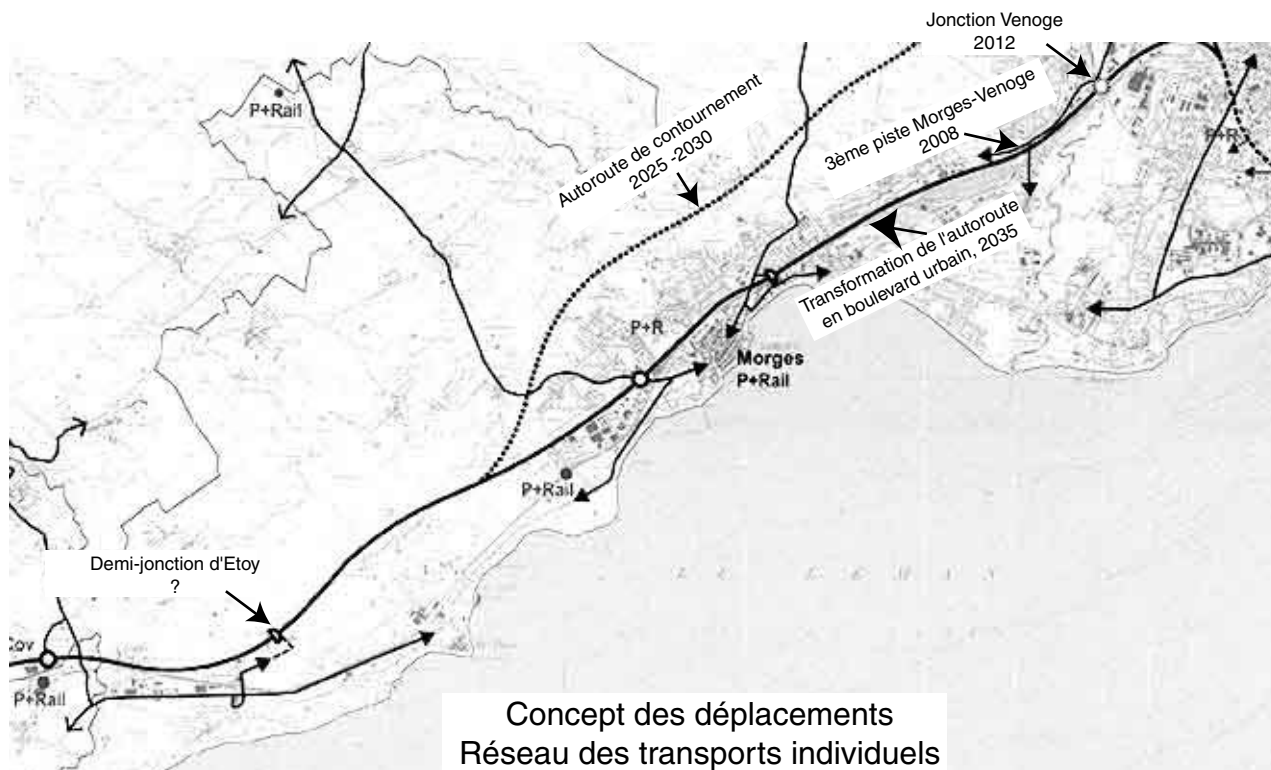 Jonction Venoge
2012
P+Rail
Autoroute de contournement
2025 -2030
3ème piste Morges-Venoge
2008
P+R
Transformation de l'autoroute
en boulevard urbain, 2035
P+R
Morges
P+Rail
P+Rail
Demi-jonction d'Etoy
?
P+Rail
Concept des déplacements
Réseau des transports individuels